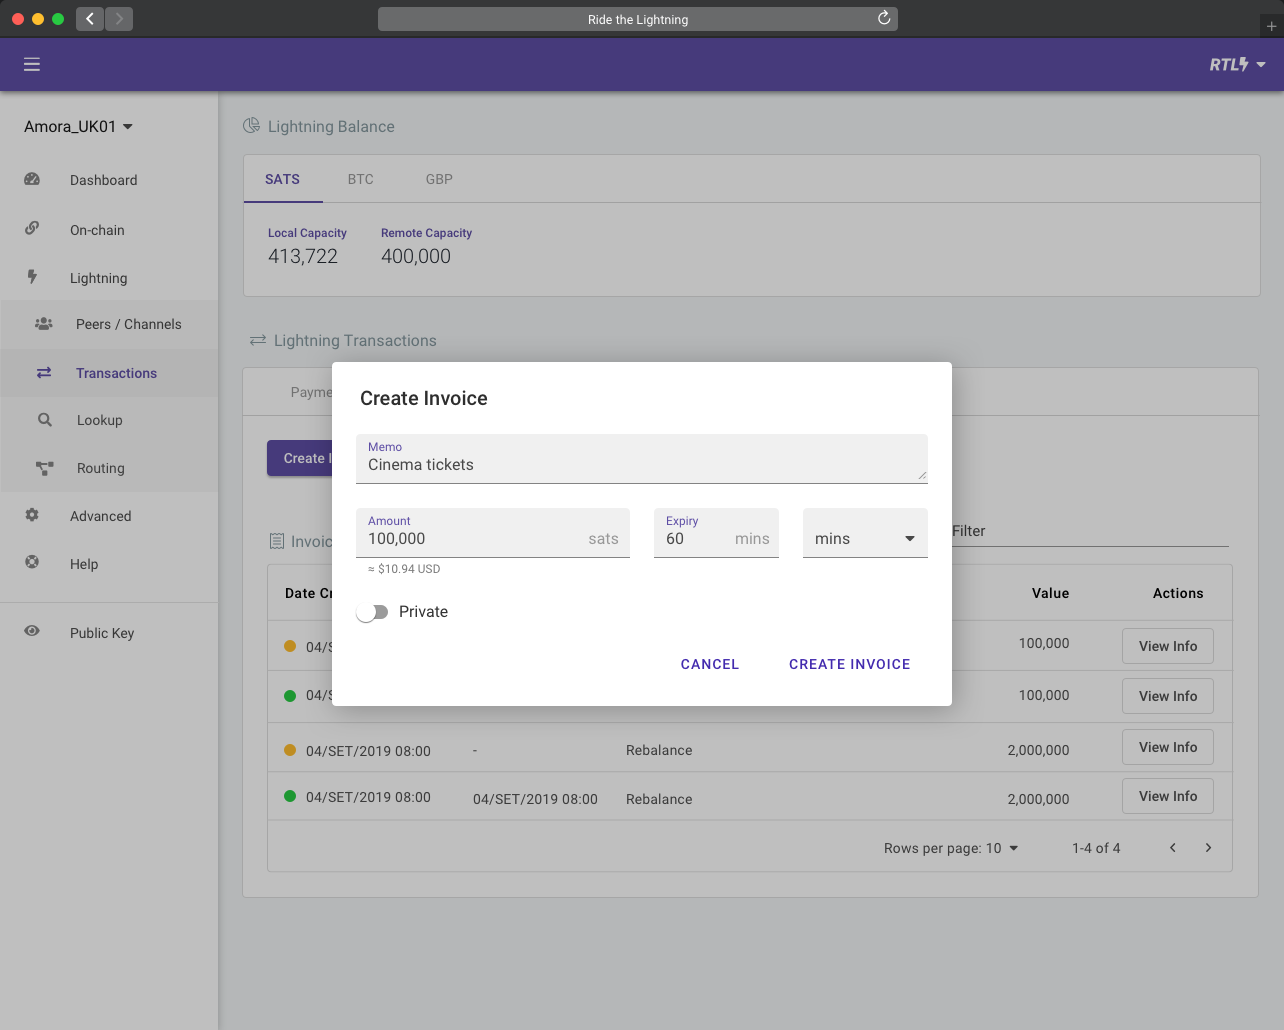 Ride the Lightning
RTL
Amora_UK01
Dashboard
On-chain
Lightning
Peers / Channels
Transactions
Lookup
Routing
Advanced
Help
Public Key
Lightning Balance
SATS BTC GBP
Local Capacity Remote Capacity
413,722 400,000
Lightning Transactions
Payme
Create I
Create Invoice
Memo
Cinema tickets
Amount
100,000 sats
≈ $10.94 USD
Expiry
60 mins
mins
Private
CANCEL CREATE INVOICE
Invoic
Filter
Date Cr Value Actions
04/S 100,000 View Info
04/S 100,000 View Info
04/SET/2019 08:00 - Rebalance 2,000,000 View Info
04/SET/2019 08:00 04/SET/2019 08:00 Rebalance 2,000,000 View Info
Rows per page: 10 1-4 of 4